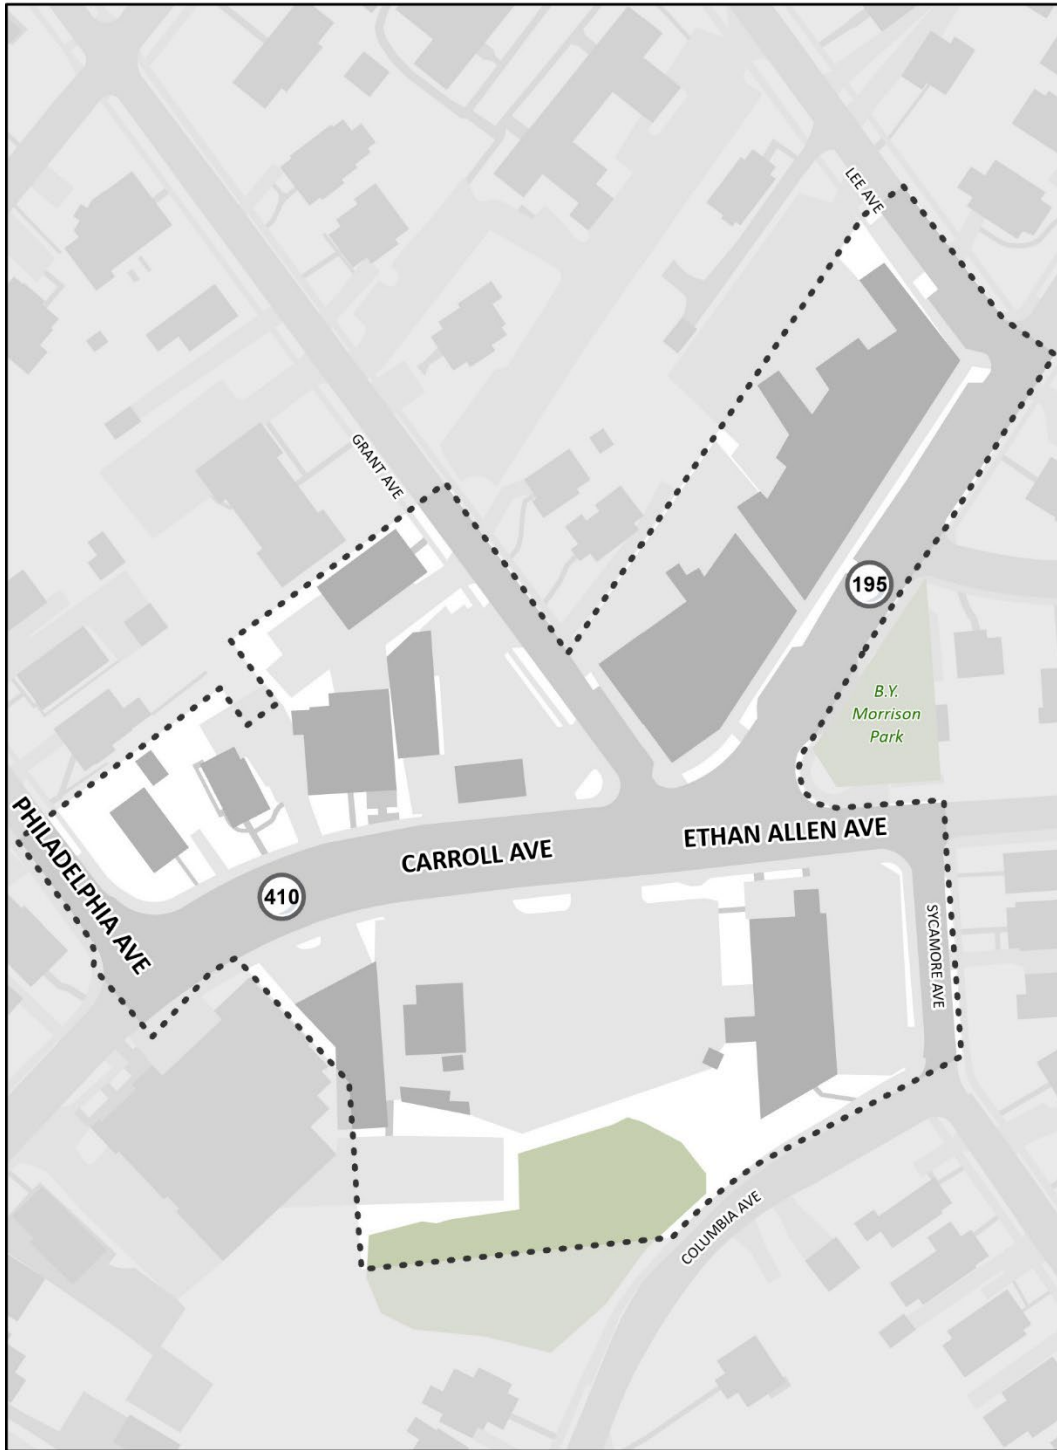 LEE AVE
GRANT AVE
195
B.Y.
Morrison
Park
PHILADELPHIA AVE
CARROLL AVE
ETHAN ALLEN AVE
410
SYCAMORE AVE
COLUMBIA AVE